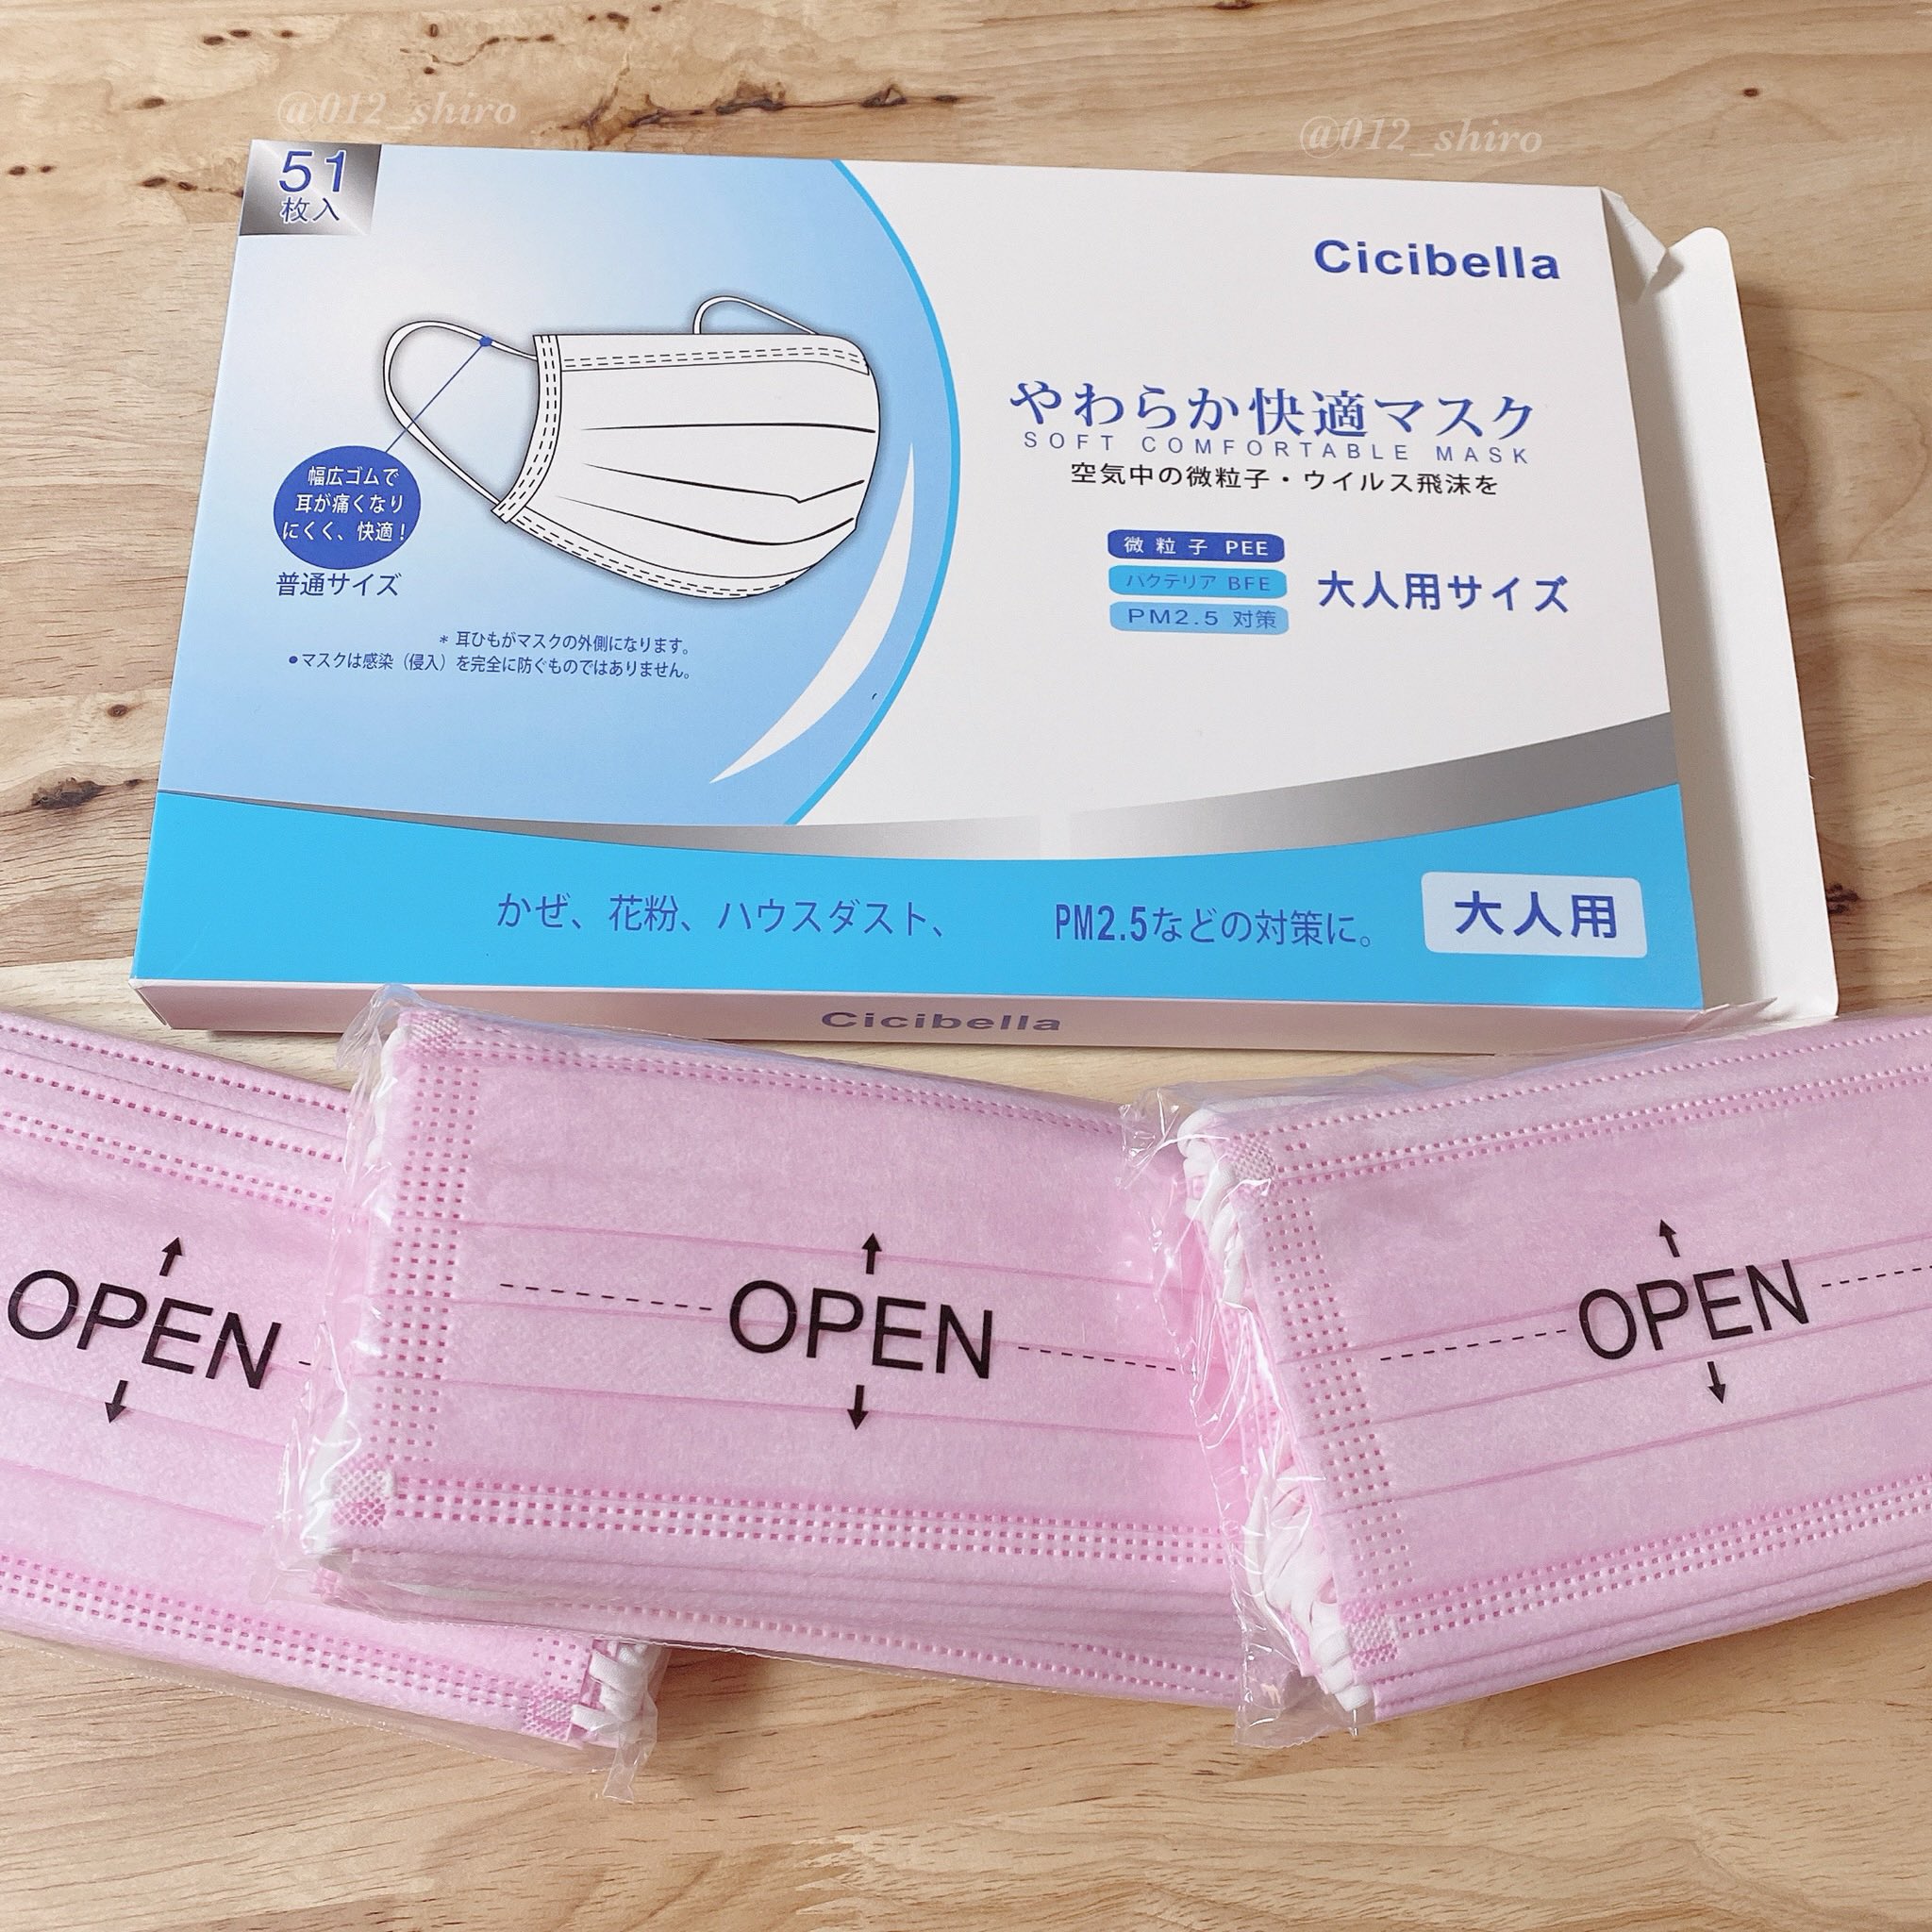 @012_shiro
@012_shiro
51
枚入
Cicibella
やわらか快適マスク
SOFT COMFORTABLE MASK
空気中の微粒子・ウイルス飛沫を
微粒子 PEE
バクテリア BFE
PM2.5 対策
大人用サイズ
幅広ゴムで
耳が痛くなり
にくく、快適！
普通サイズ
* 耳ひもがマスクの外側になります。
●マスクは感染（侵入）を完全に防ぐものではありません。
かぜ、花粉、ハウスダスト、 PM2.5などの対策に。
大人用
Cicibella
OPEN
OPEN
OPEN